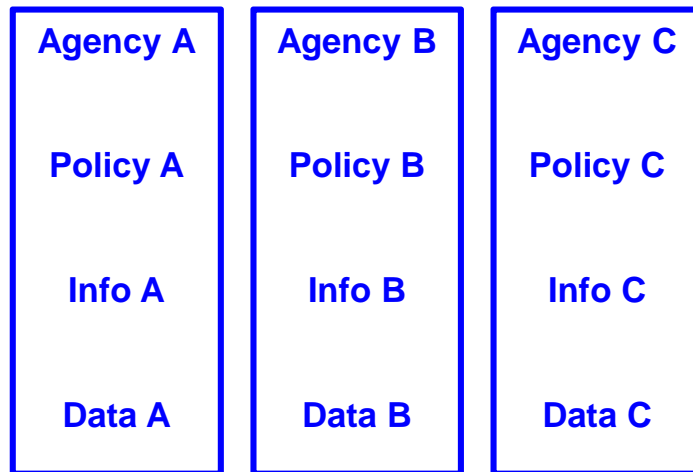 Agency A
Policy A
Info A
Data A
Agency B
Policy B
Info B
Data B
Agency C
Policy C
Info C
Data C